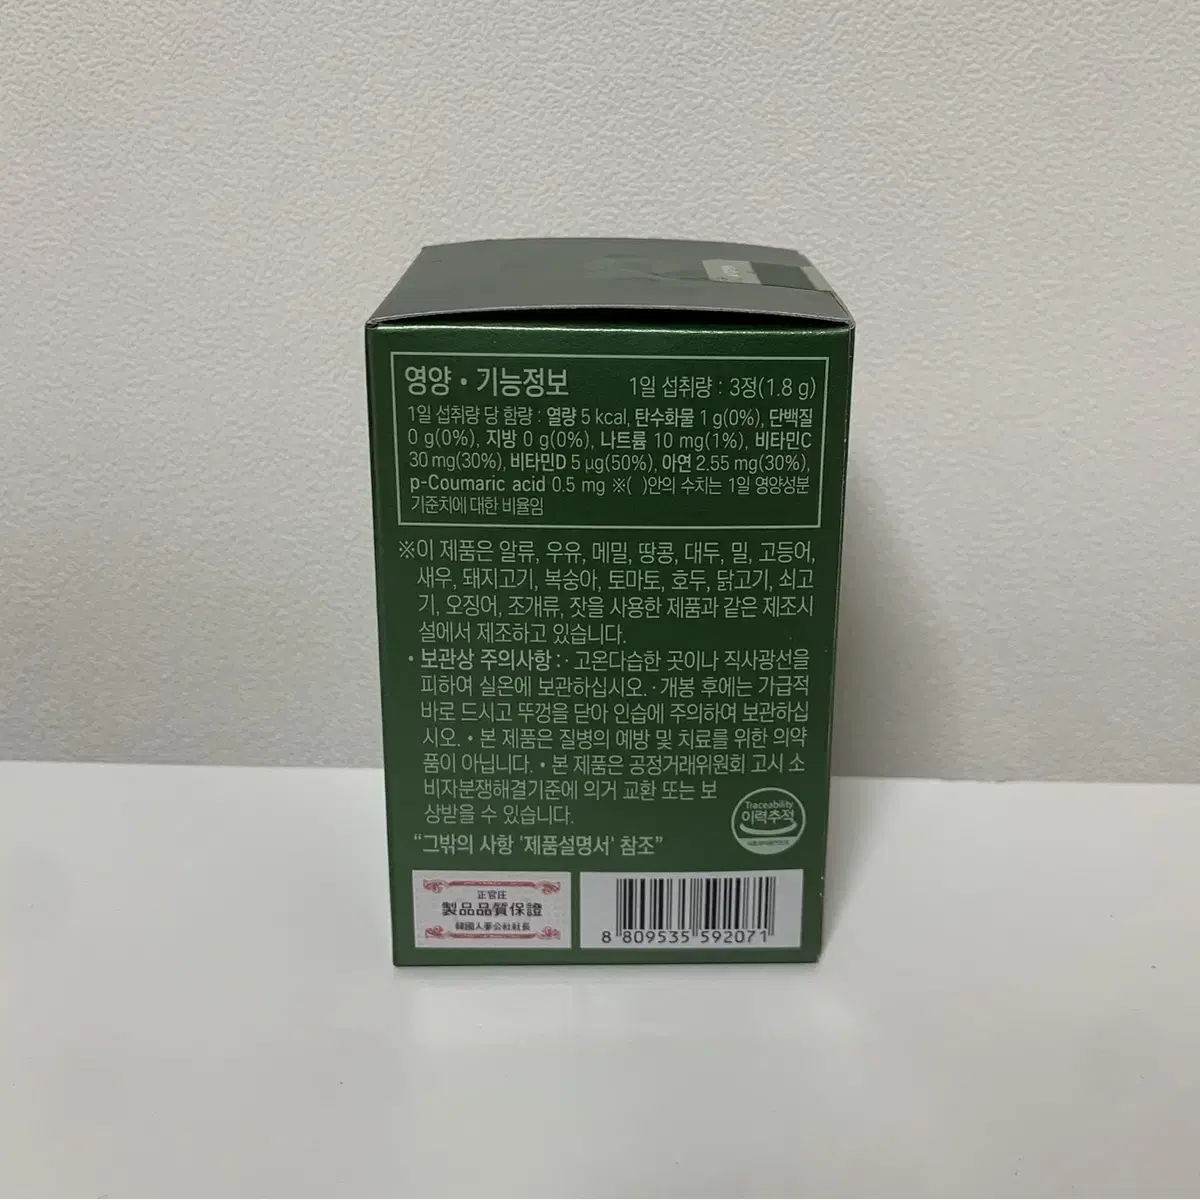 영양·기능정보 1일 섭취량 : 3정(1.8 g)
1일 섭취량 당 함량 : 열량 5 kcal, 탄수화물 1 g(0%), 단백질
0 g(0%), 지방 0 g(0%), 나트륨 10 mg(1%), 비타민C
30 mg(30%), 비타민D 5 μg(50%), 아연 2.55 mg(30%),
p-Coumaric acid 0.5 mg ※( )안의 수치는 1일 영양성분
기준치에 대한 비율임
※이 제품은 알류, 우유, 메밀, 땅콩, 대두, 밀, 고등어,
새우, 돼지고기, 복숭아, 토마토, 호두, 닭고기, 쇠고
기, 오징어, 조개류, 잣을 사용한 제품과 같은 제조시
설에서 제조하고 있습니다.
• 보관상 주의사항 : · 고온다습한 곳이나 직사광선을
피하여 실온에 보관하십시오. · 개봉 후에는 가급적
바로 드시고 뚜껑을 닫아 인습에 주의하여 보관하십
시오. • 본 제품은 질병의 예방 및 치료를 위한 의약
품이 아닙니다. • 본 제품은 공정거래위원회 고시 소
비자분쟁해결기준에 의거 교환 또는 보
상받을 수 있습니다.
“그밖의 사항 '제품설명서' 참조”
Traceability
이력추적
正官庄
製品品質保證
韓國人蔘公社社長
8 809535 592071